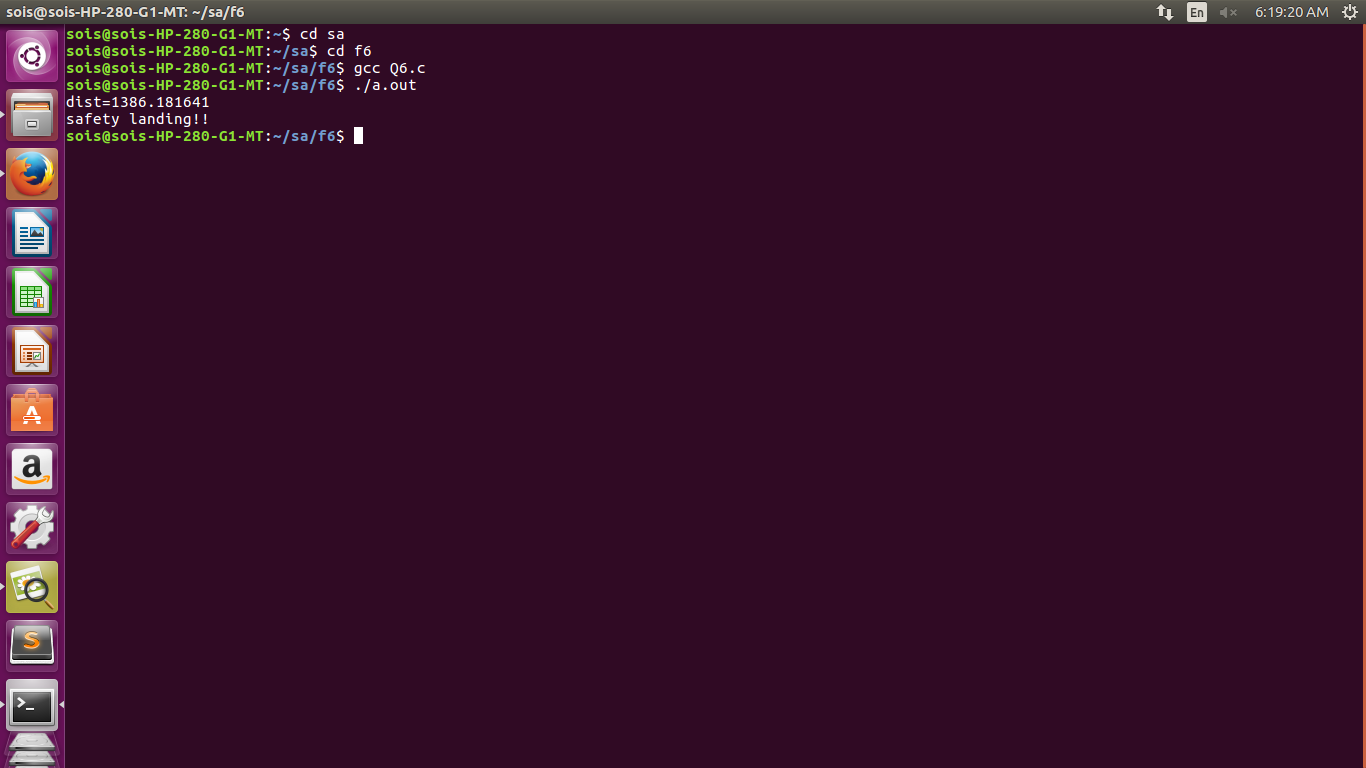 sois@sois-HP-280-G1-MT: ~/sa/f6
En
6:19:20 AM
sois@sois-HP-280-G1-MT:~$ cd sa
sois@sois-HP-280-G1-MT:~/sa$ cd f6
sois@sois-HP-280-G1-MT:~/sa/f6$ gcc Q6.c
sois@sois-HP-280-G1-MT:~/sa/f6$ ./a.out
dist=1386.181641
safety landing!!
sois@sois-HP-280-G1-MT:~/sa/f6$